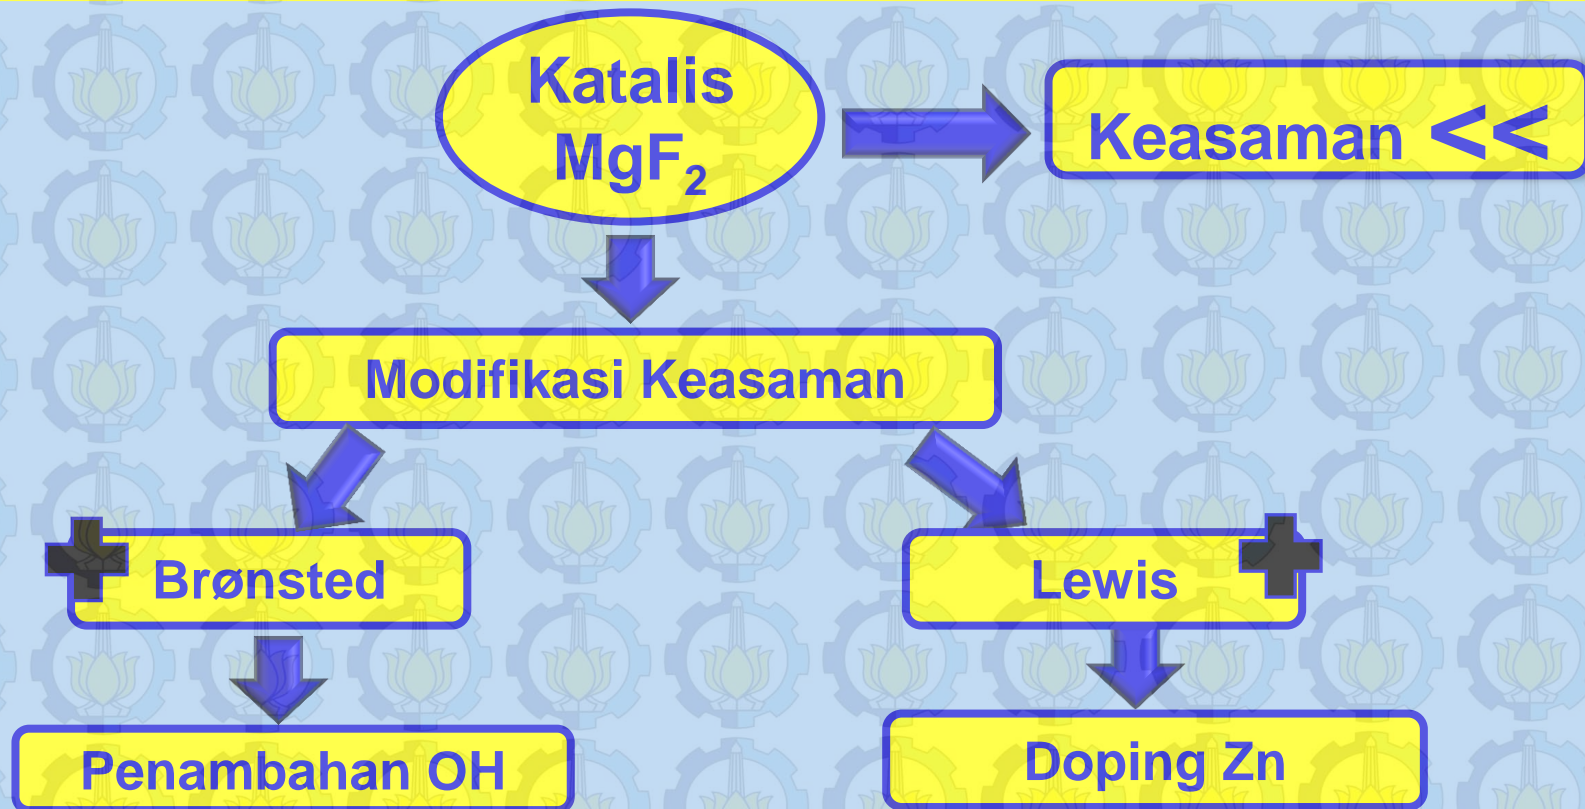 Katalis
MgF₂
Keasaman <<
Modifikasi Keasaman
Brønsted
Lewis
Penambahan OH
Doping Zn